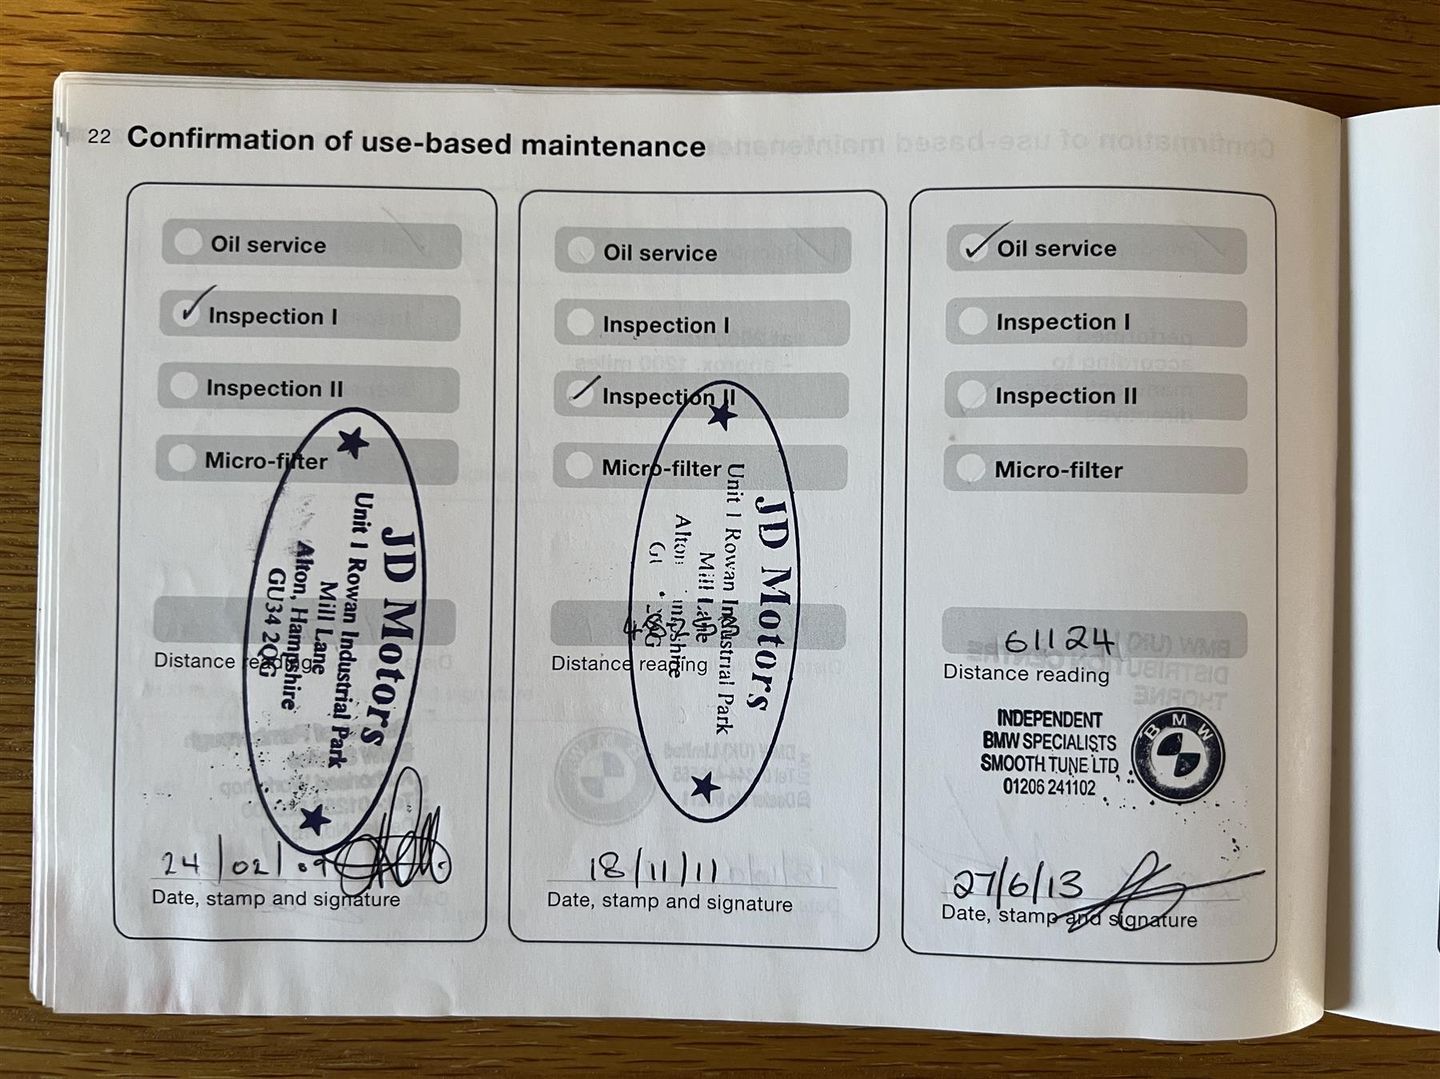 22 Confirmation of use-based maintenance
Oil service
Inspection I
Inspection II
Micro-filter
JD Motors
Unit 1 Rowan Industrial Park
Mill Lane
Alton, Hampshire
GU34 2QG
Distance reading
24/02/09
Date, stamp and signature
Oil service
Inspection I
Inspection II
Micro-filter
JD Motors
Unit 1 Rowan Industrial Park
Mill Lane
Distance reading
18/11/11
Date, stamp and signature
Oil service
Inspection I
Inspection II
Micro-filter
61124
Distance reading
INDEPENDENT
BMW SPECIALISTS
SMOOTH TUNE LTD
01206 241102
BMW
27/6/13
Date, stamp and signature